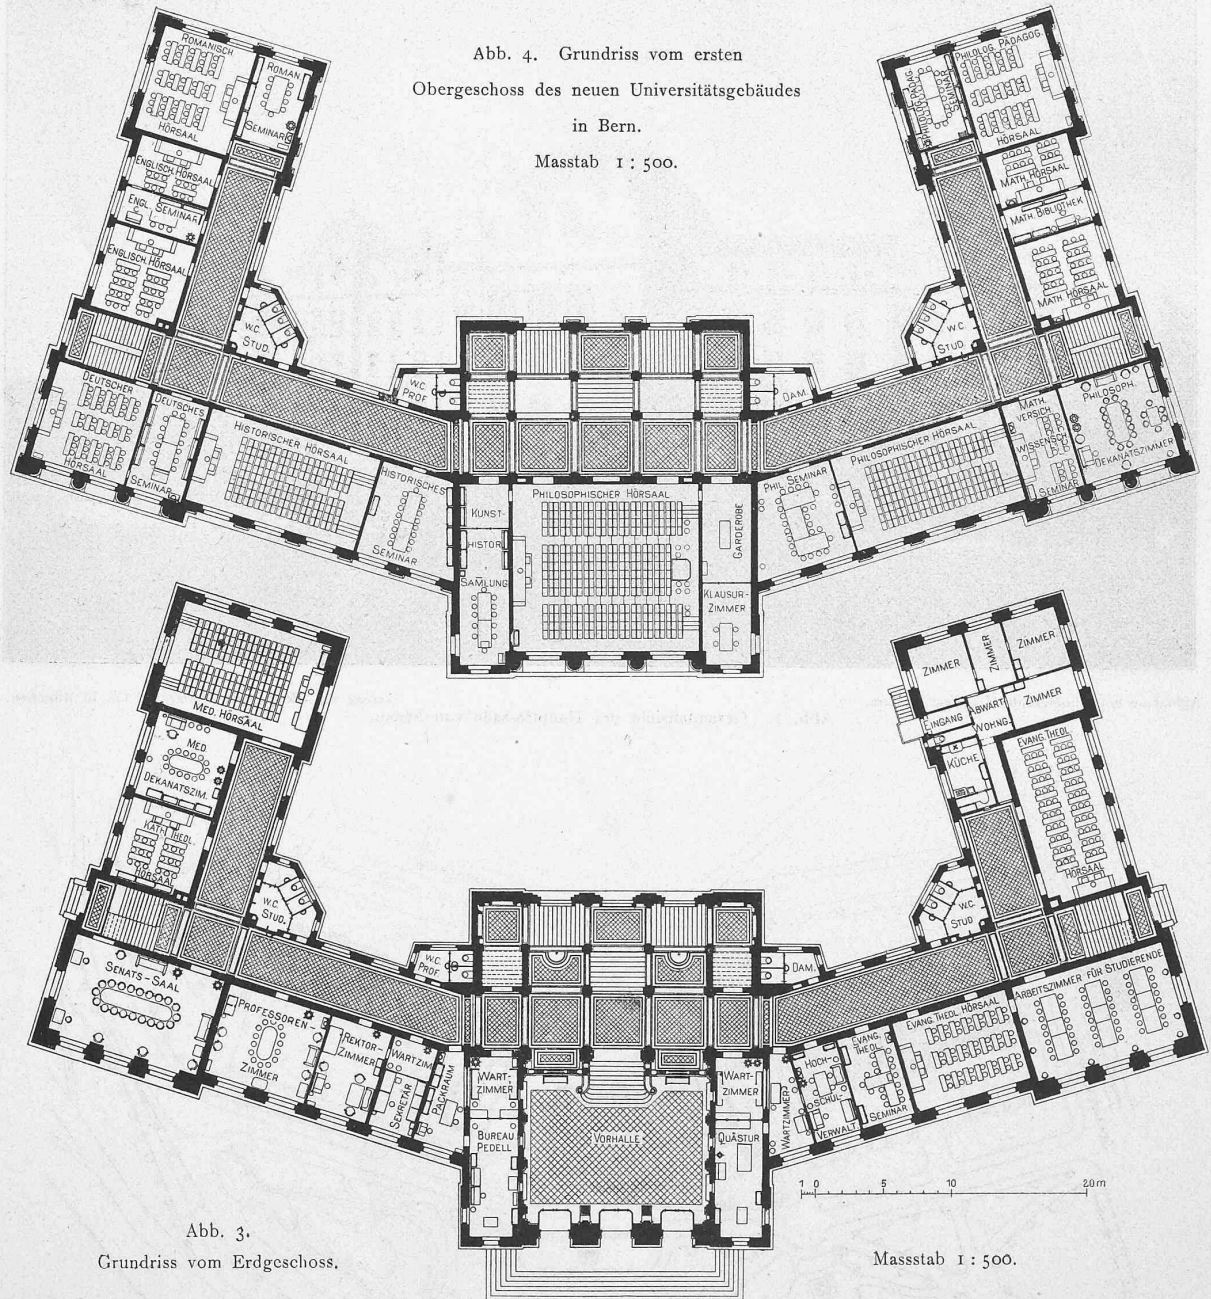 Abb. 4. Grundriss vom ersten
Obergeschoss des neuen Universitätsgebäudes
in Bern.
Masstab 1 : 500.
ROMANISCH
HÖRSAAL
ROMAN.
SEMINAR
ENGLISCH. HÖRSAAL
ENGL. SEMINAR
ENGLISCH. HÖRSAAL
W.C.
STUD.
DEUTSCHER
HÖRSAAL
DEUTSCHES
SEMINAR
HISTORISCHER HÖRSAAL
HISTORISCHES
SEMINAR
W.C.
PROF.
KUNST-
HISTOR.
SAMLUNG
PHILOSOPHISCHER HÖRSAAL
GARDEROBE
KLAUSUR-
ZIMMER
DAM.
PHIL. SEMINAR
PHILOSOPHISCHER HÖRSAAL
MATH.
VERSICH.
WISSENSCH.
SEMINAR
PHILOSOPH.
DEKANATSZIMMER
W.C.
STUD.
PHILOLOG. PÄDAGOG.
HÖRSAAL
SEMINAR
MATH. HÖRSAAL
MATH. BIBLIOTHEK
MATH. HÖRSAAL
MED. HÖRSAAL
MED.
DEKANATSZIM.
KATH. THEOL.
HÖRSAAL
W.C.
STUD.
SENATS-SAAL
PROFESSOREN-
ZIMMER
REKTOR-
ZIMMER
WARTZIM.
SEKRETÄR
PACKRAUM
W.C.
PROF.
WART-
ZIMMER
BUREAU
PEDELL
VORHALLE
WART-
ZIMMER
QUÄSTUR
DAM.
WARTZIMMER
HOCH-
SCHUL-
VERWALT.
EVANG.
THEOL.
SEMINAR
EVANG. THEOL. HÖRSAAL
ARBEITSZIMMER FÜR STUDIERENDE
W.C.
STUD.
ZIMMER
ZIMMER
ZIMMER
ZIMMER
EINGANG
ABWART
WOHNG.
KÜCHE
EVANG. THEOL.
HÖRSAAL
1 0 5 10 20 m
Abb. 3.
Grundriss vom Erdgeschoss.
Massstab 1 : 500.